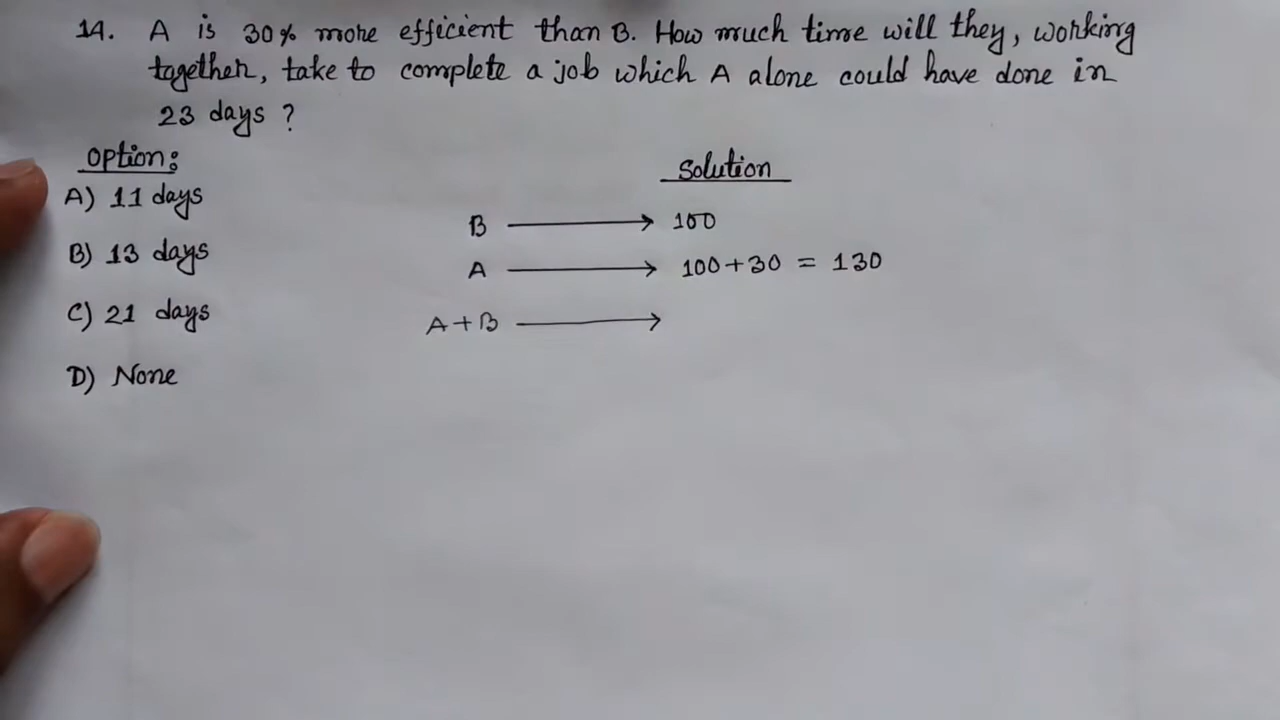 14. A is 30% more efficient than B. How much time will they, working
together, take to complete a job which A alone could have done in
23 days ?
Option:
A) 11 days
B) 13 days
C) 21 days
D) None
Solution
B → 100
A → 100+30 = 130
A+B →